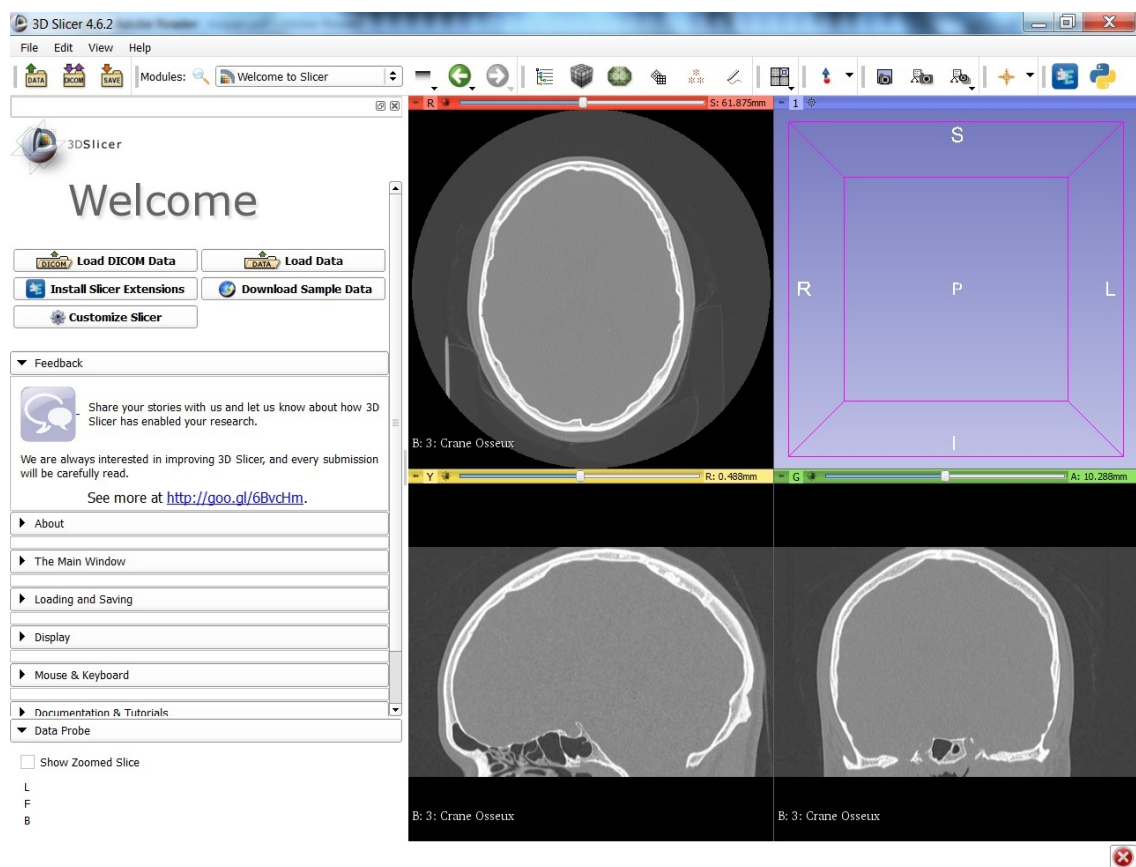 3D Slicer 4.6.2
File Edit View Help
DATA DICOM SAVE Modules: Welcome to Slicer
R S: 61.875mm 1
3DSlicer
Welcome
DICOM Load DICOM Data DATA Load Data
Install Slicer Extensions Download Sample Data
Customize Slicer
Feedback
Share your stories with us and let us know about how 3D
Slicer has enabled your research.
We are always interested in improving 3D Slicer, and every submission
will be carefully read.
See more at http://goo.gl/6BvcHm.
About
The Main Window
Loading and Saving
Display
Mouse & Keyboard
Documentation & Tutorials
Data Probe
Show Zoomed Slice
L
F
B
B: 3: Crane Osseux
S
R P L
I
Y R: 0.488mm G A: 10.288mm
B: 3: Crane Osseux B: 3: Crane Osseux